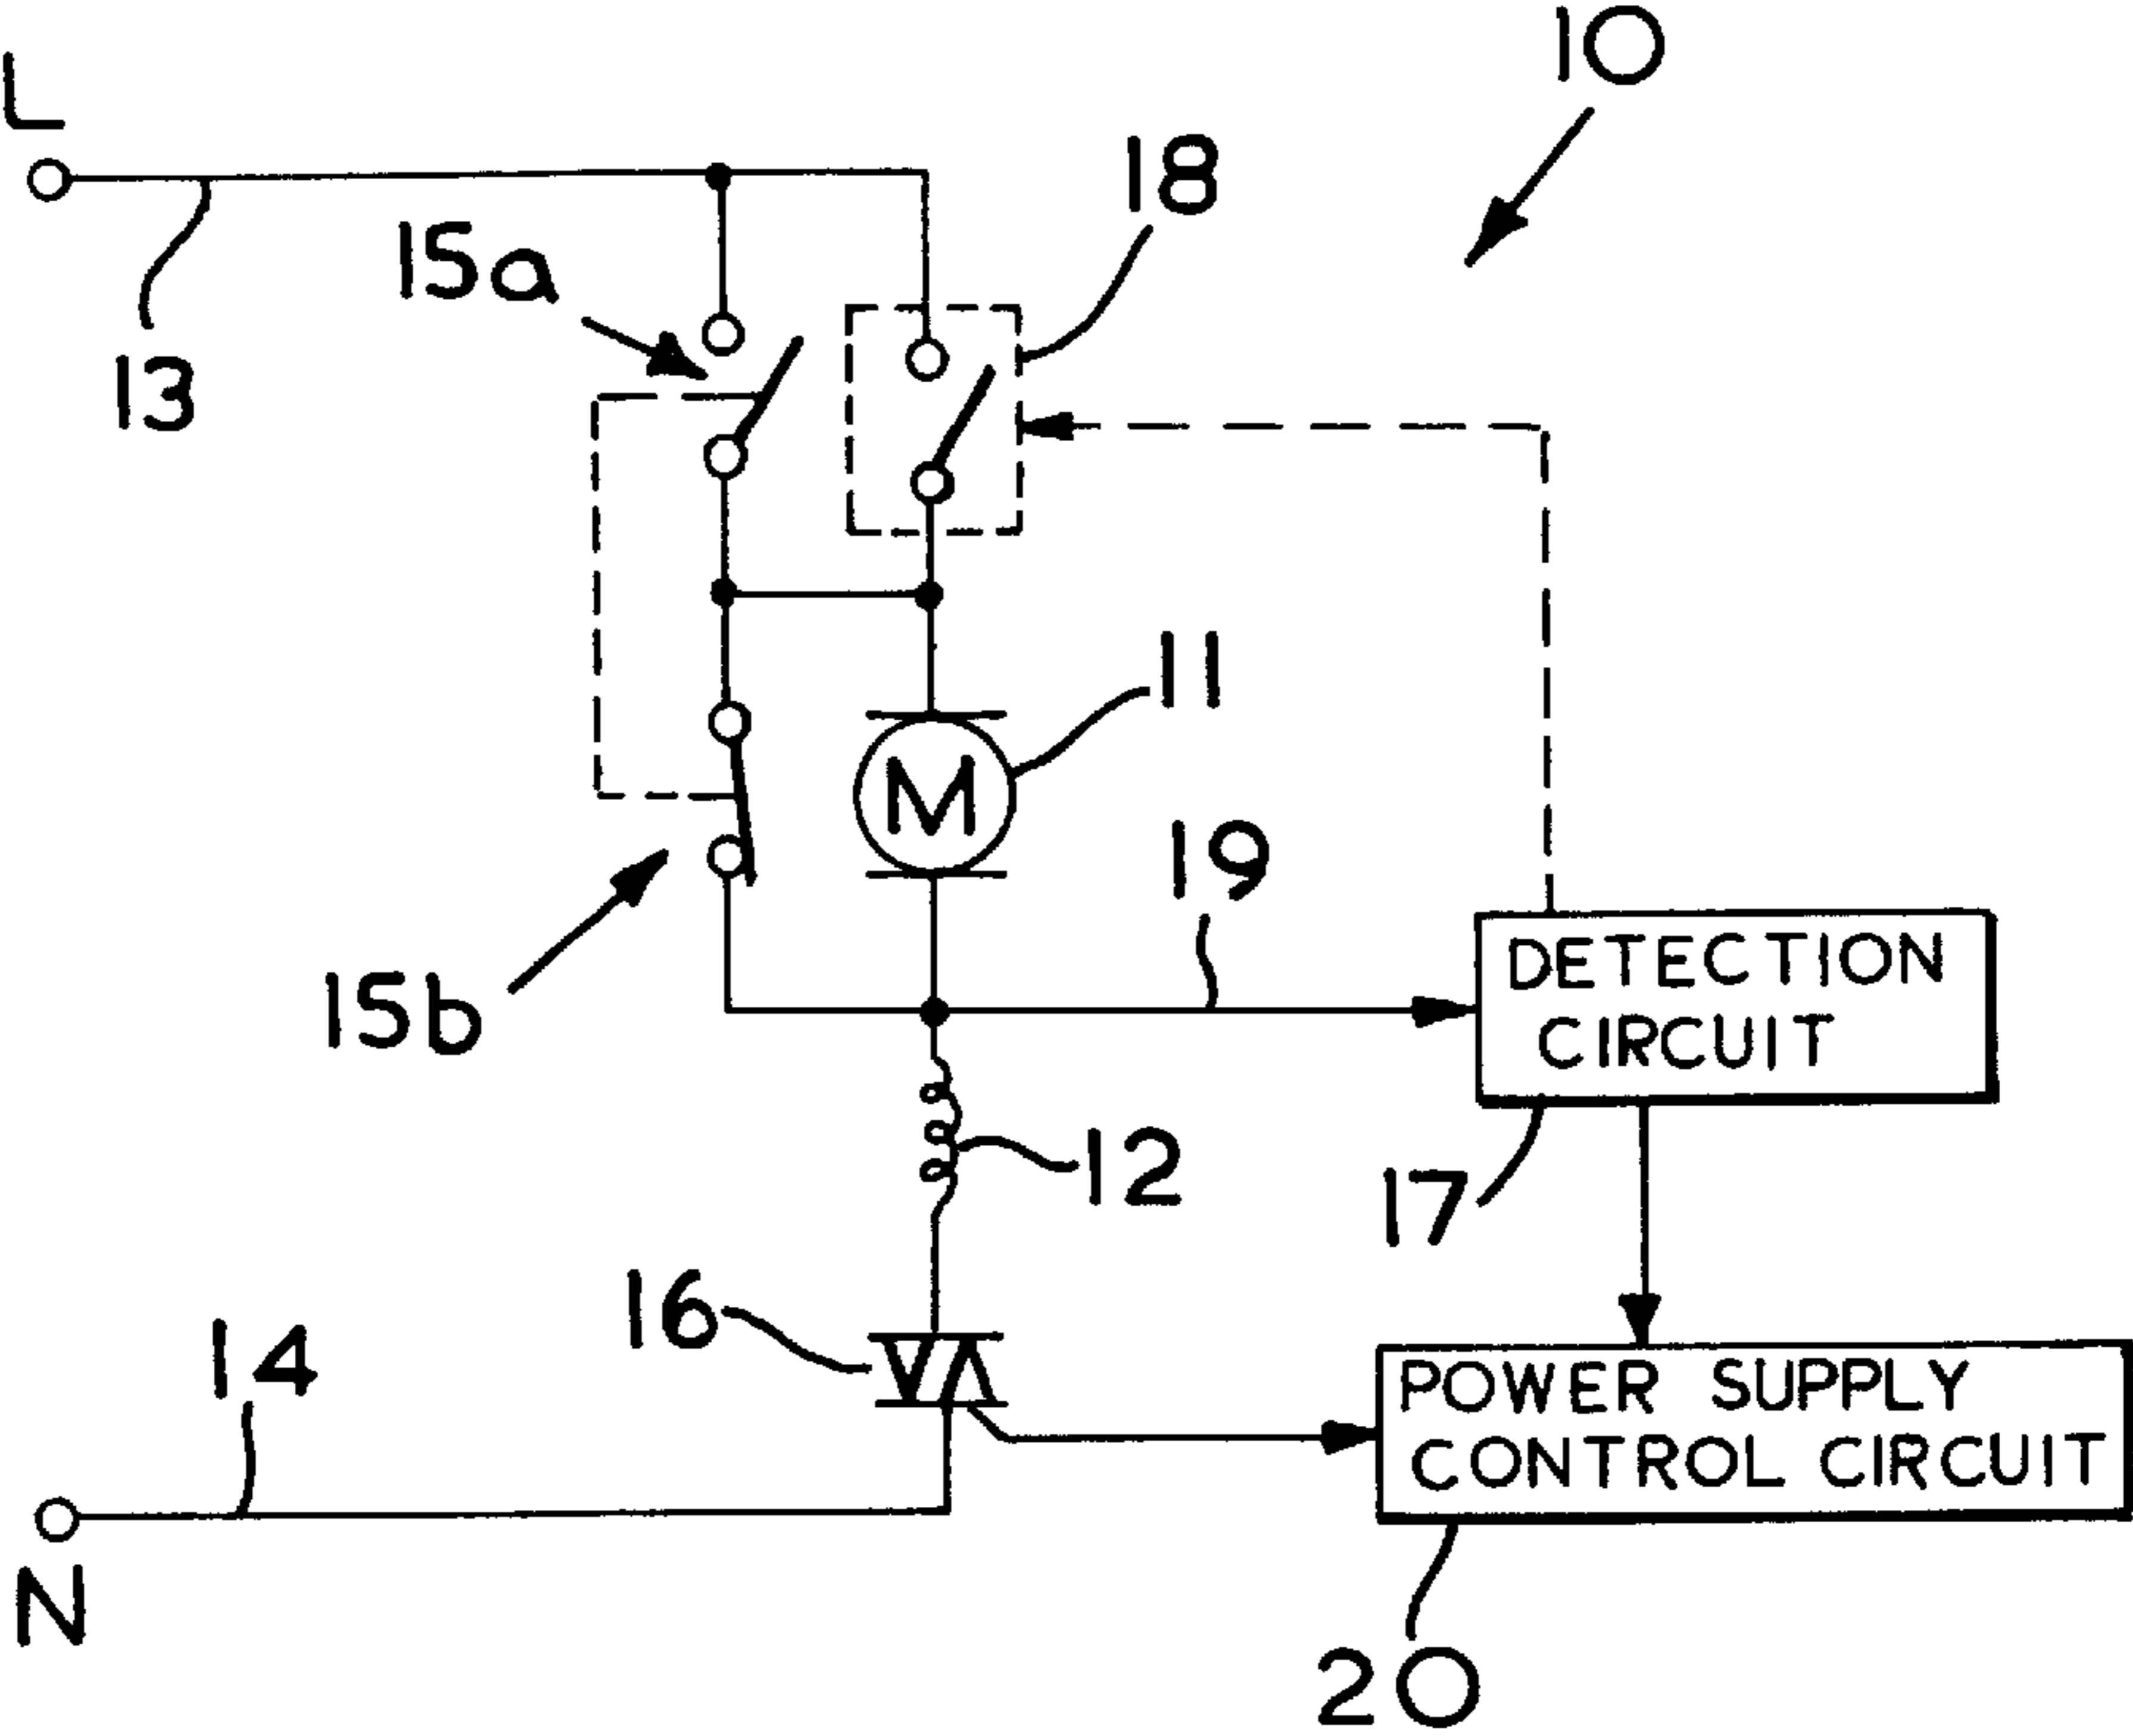 10
L
18
15a
13
11
M
19
DETECTION
CIRCUIT
15b
12
17
16
14
POWER SUPPLY
CONTROL CIRCUIT
N
20